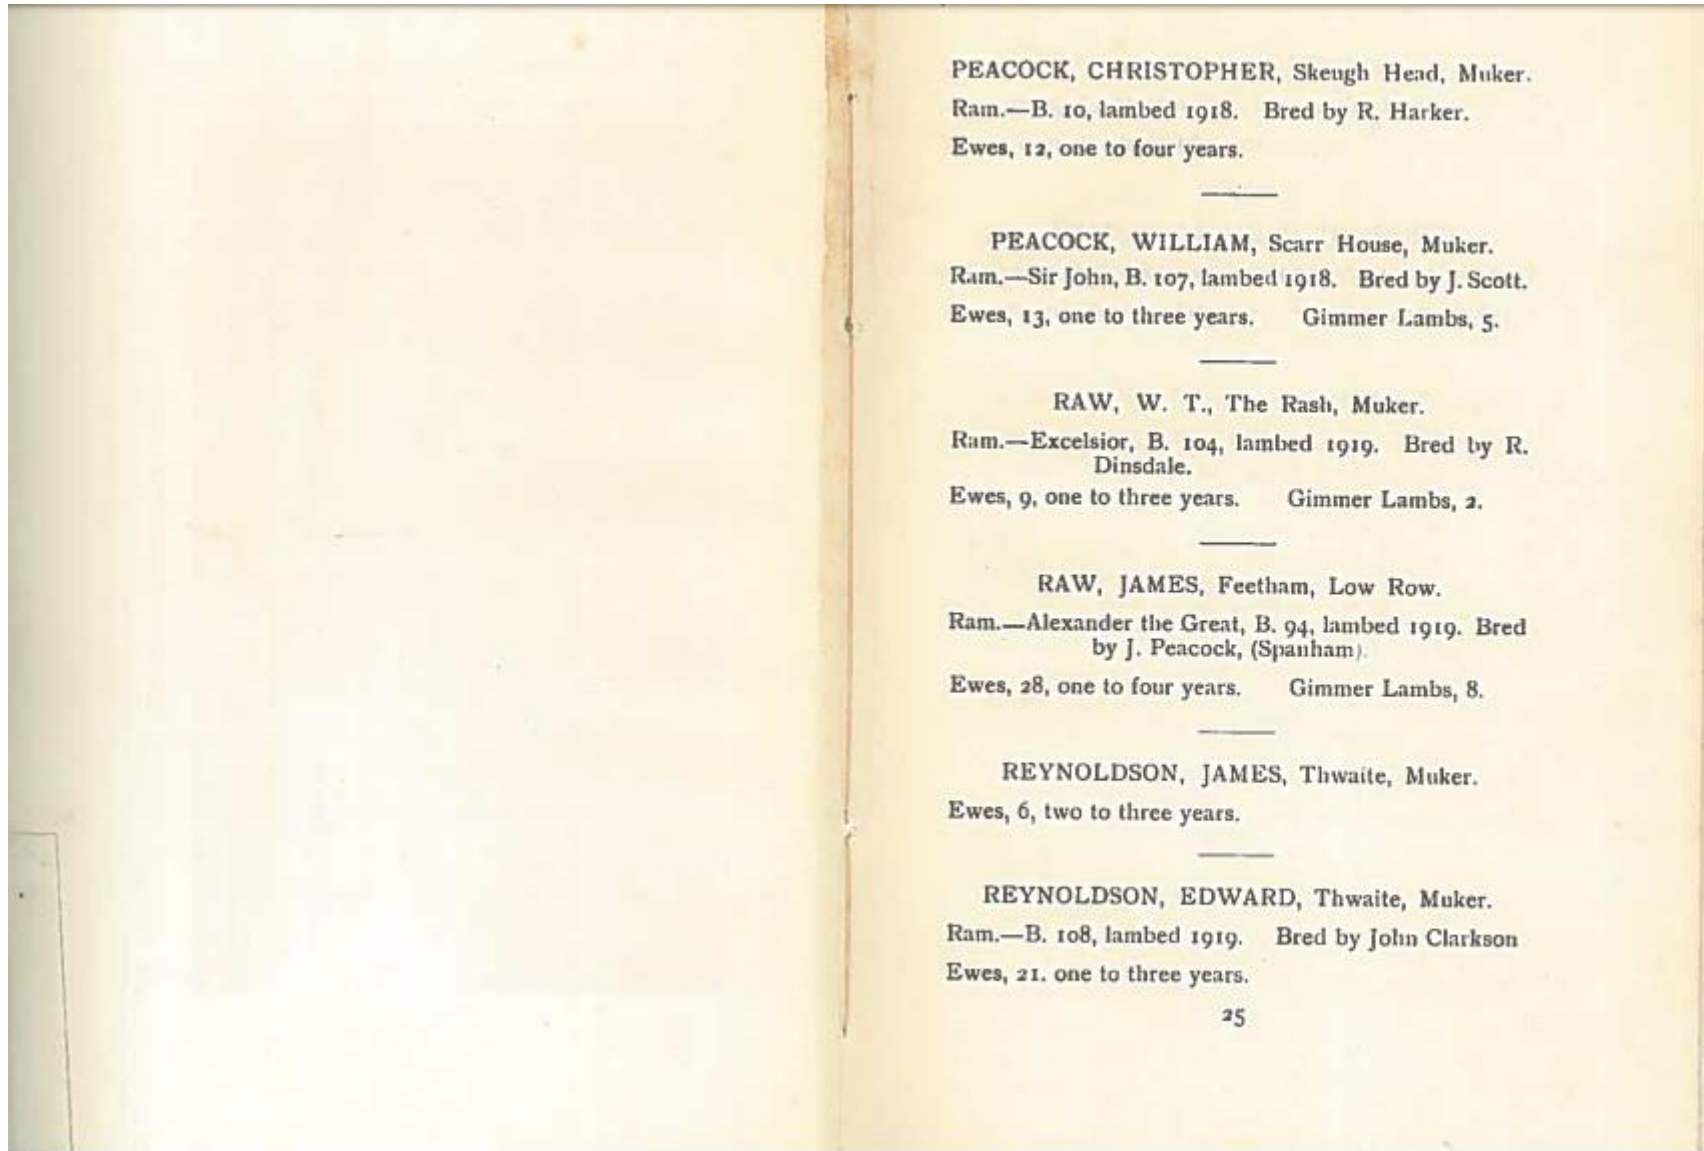 PEACOCK, CHRISTOPHER, Skeugh Head, Muker.
Ram.—B. 10, lambed 1918. Bred by R. Harker.
Ewes, 12, one to four years.
PEACOCK, WILLIAM, Scarr House, Muker.
Ram.—Sir John, B. 107, lambed 1918. Bred by J. Scott.
Ewes, 13, one to three years. Gimmer Lambs, 5.
RAW, W. T., The Rash, Muker.
Ram.—Excelsior, B. 104, lambed 1919. Bred by R.
Dinsdale.
Ewes, 9, one to three years. Gimmer Lambs, 2.
RAW, JAMES, Feetham, Low Row.
Ram.—Alexander the Great, B. 94, lambed 1919. Bred
by J. Peacock, (Spanham).
Ewes, 28, one to four years. Gimmer Lambs, 8.
REYNOLDSON, JAMES, Thwaite, Muker.
Ewes, 6, two to three years.
REYNOLDSON, EDWARD, Thwaite, Muker.
Ram.—B. 108, lambed 1919. Bred by John Clarkson
Ewes, 21. one to three years.
25